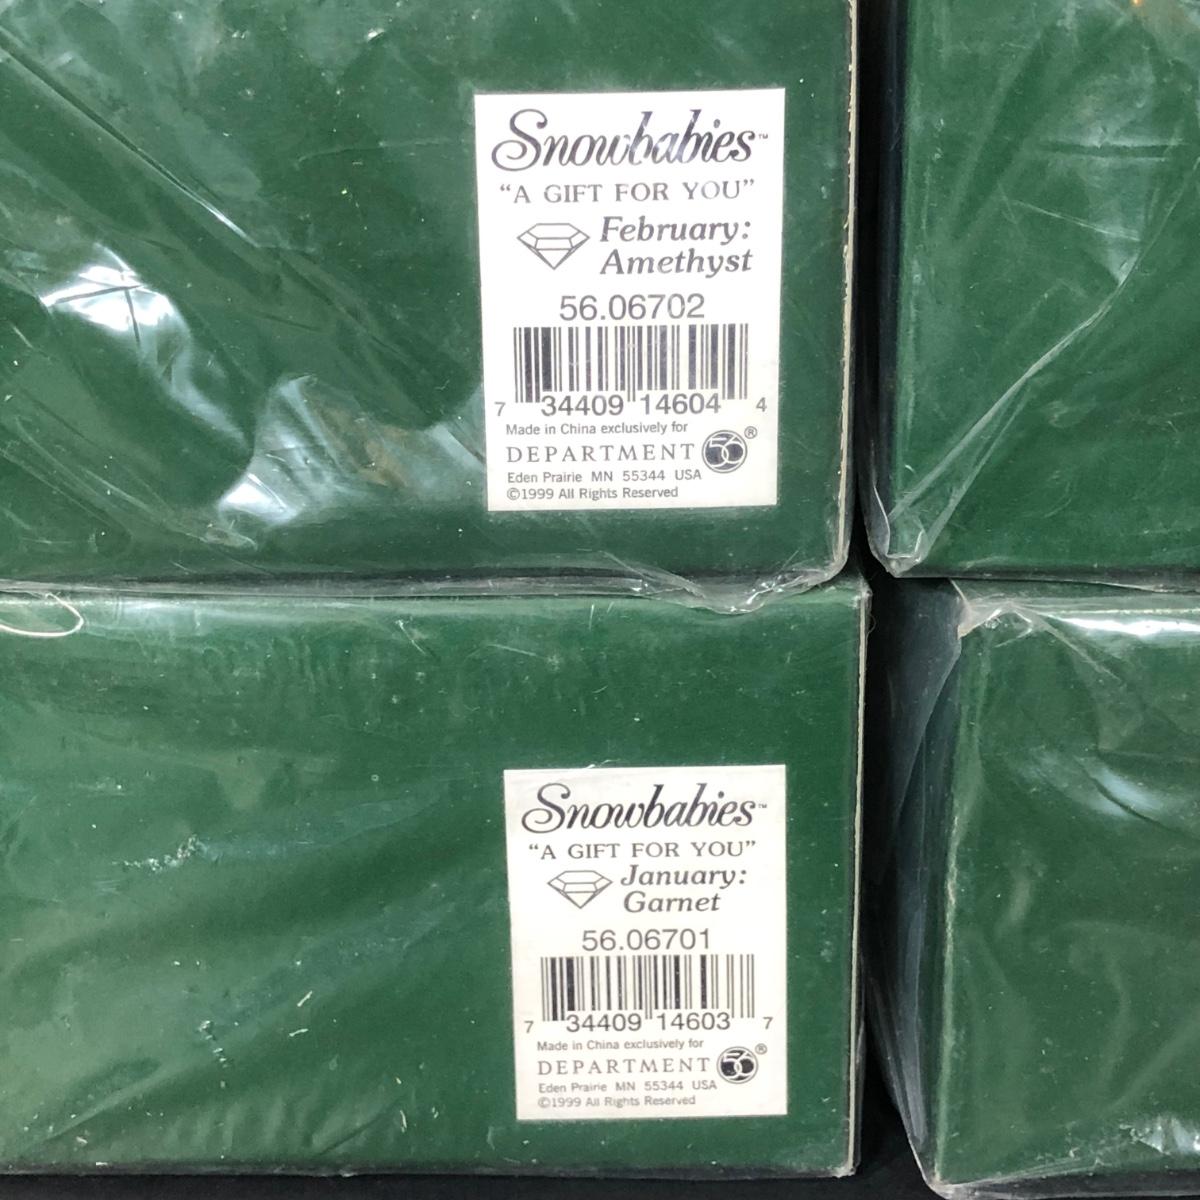 Snowbabies™
“A GIFT FOR YOU”
February:
Amethyst
56.06702
7 34409 14604 4
Made in China exclusively for
DEPARTMENT 56®
Eden Prairie MN 55344 USA
©1999 All Rights Reserved
Snowbabies™
“A GIFT FOR YOU”
January:
Garnet
56.06701
7 34409 14603 7
Made in China exclusively for
DEPARTMENT 56®
Eden Prairie MN 55344 USA
©1999 All Rights Reserved